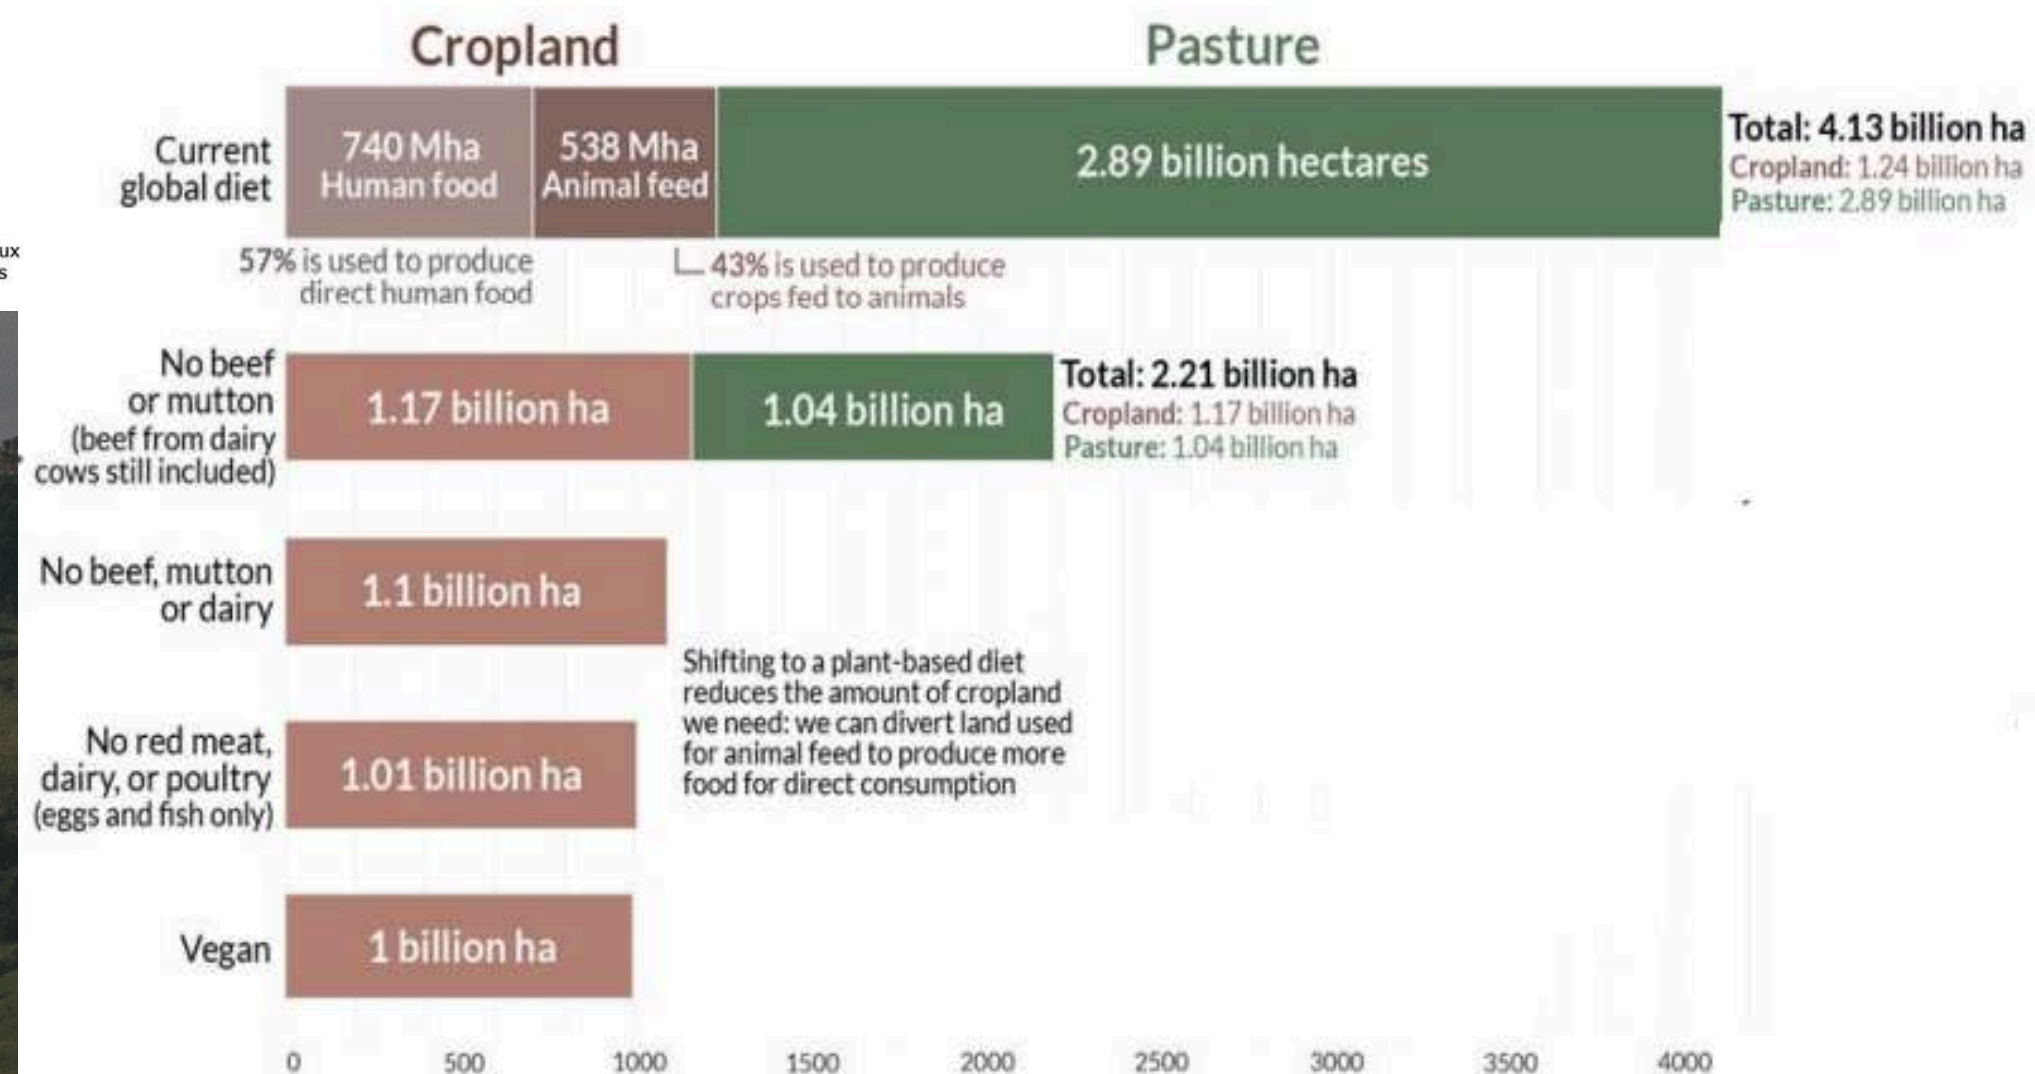 Cropland
Pasture
Current
global diet
740 Mha
Human food
538 Mha
Animal feed
2.89 billion hectares
Total: 4.13 billion ha
Cropland: 1.24 billion ha
Pasture: 2.89 billion ha
ux
s
57% is used to produce
direct human food
43% is used to produce
crops fed to animals
No beef
or mutton
(beef from dairy
cows still included)
1.17 billion ha
1.04 billion ha
Total: 2.21 billion ha
Cropland: 1.17 billion ha
Pasture: 1.04 billion ha
No beef, mutton
or dairy
1.1 billion ha
Shifting to a plant-based diet
reduces the amount of cropland
we need: we can divert land used
for animal feed to produce more
food for direct consumption
No red meat,
dairy, or poultry
(eggs and fish only)
1.01 billion ha
Vegan
1 billion ha
0 500 1000 1500 2000 2500 3000 3500 4000